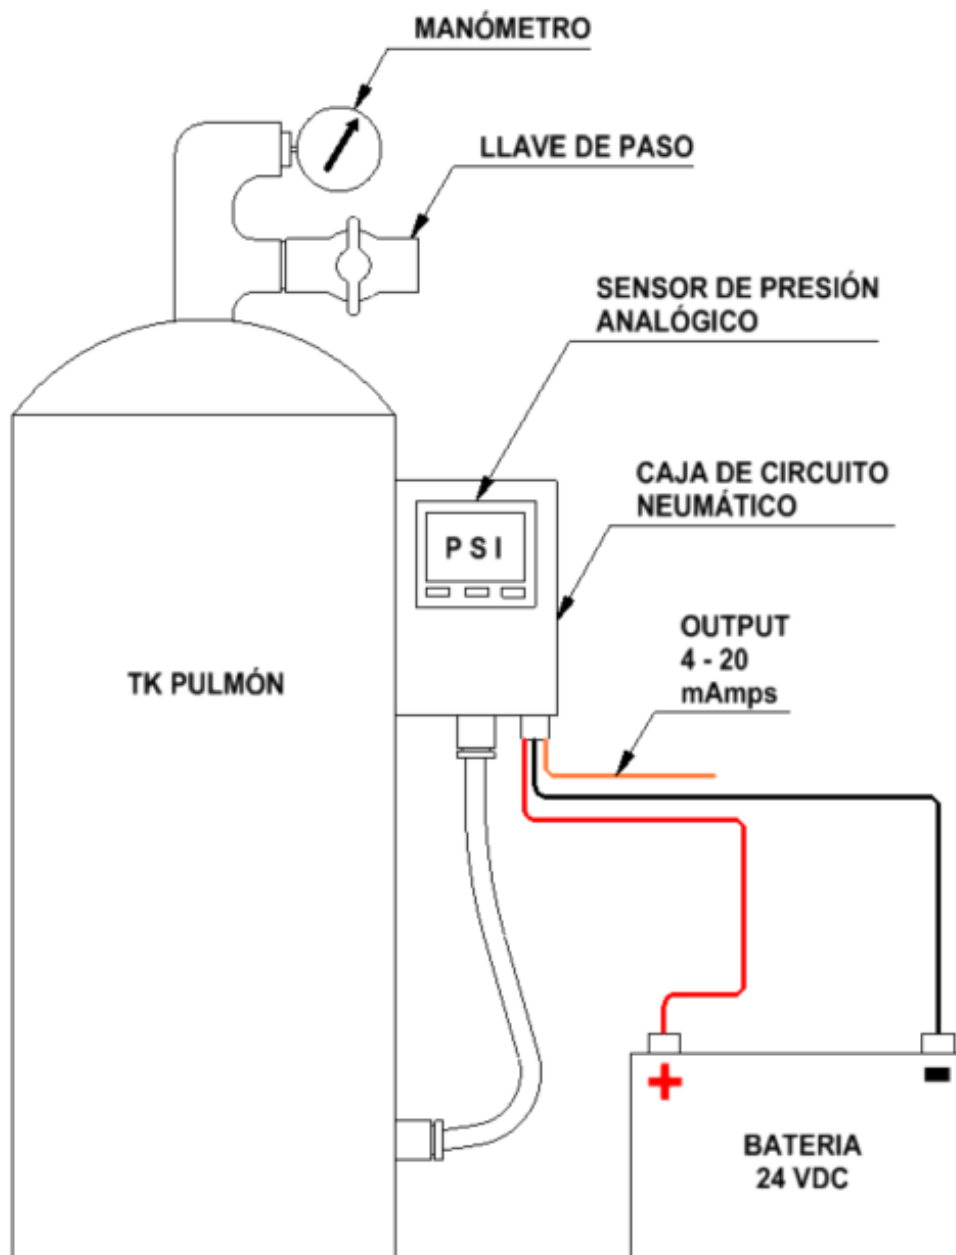 MANÓMETRO
LLAVE DE PASO
SENSOR DE PRESIÓN
ANALÓGICO
CAJA DE CIRCUITO
NEUMÁTICO
P S I
OUTPUT
4 - 20
mAmps
TK PULMÓN
+
-
BATERIA
24 VDC